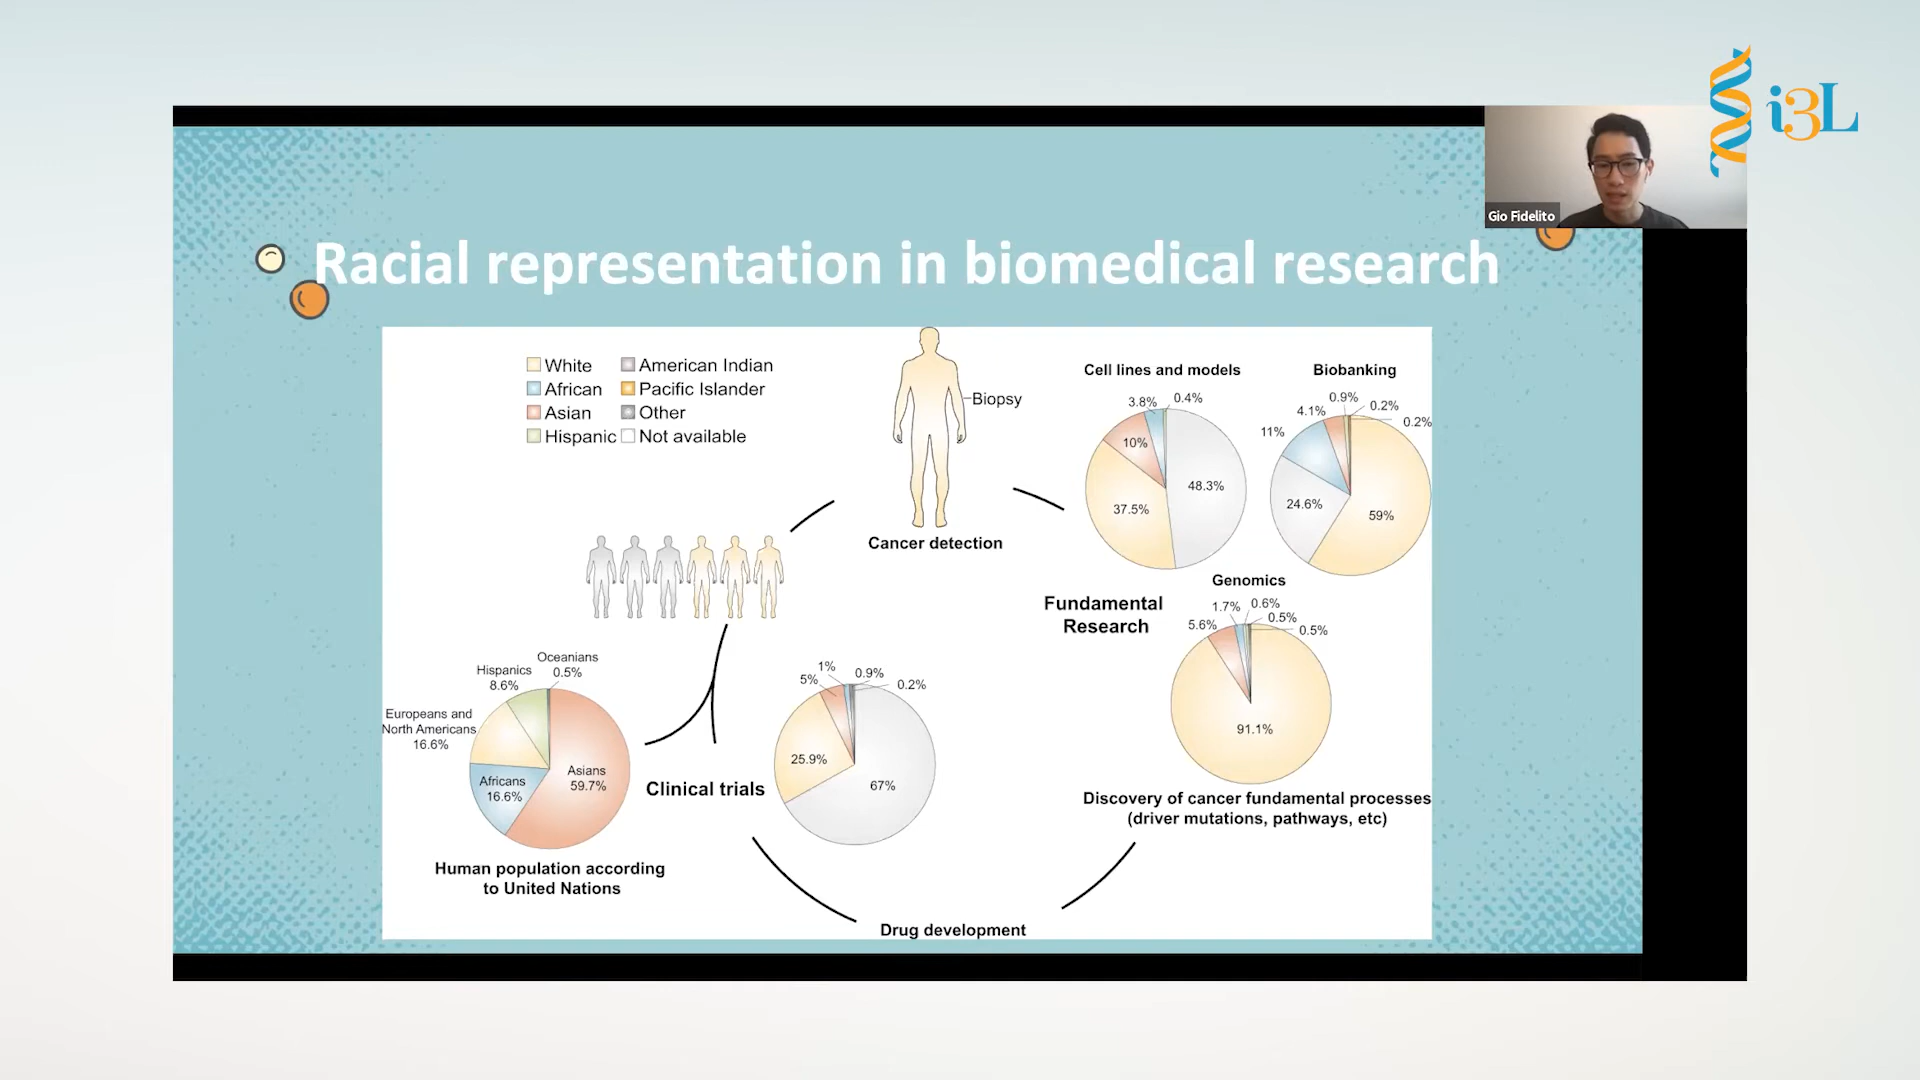 i3L
Gio Fidelito
Racial representation in biomedical research
White
African
Asian
Hispanic
American Indian
Pacific Islander
Other
Not available
Biopsy
Cancer detection
Cell lines and models
3.8%
0.4%
10%
48.3%
37.5%
Biobanking
0.9%
4.1%
0.2%
0.2%
11%
24.6%
59%
Fundamental
Research
Genomics
1.7%
0.6%
0.5%
5.6%
0.5%
91.1%
Discovery of cancer fundamental processes
(driver mutations, pathways, etc)
Oceanians
0.5%
Hispanics
8.6%
Europeans and
North Americans
16.6%
Africans
16.6%
Asians
59.7%
Human population according
to United Nations
Clinical trials
1%
0.9%
5%
0.2%
25.9%
67%
Drug development